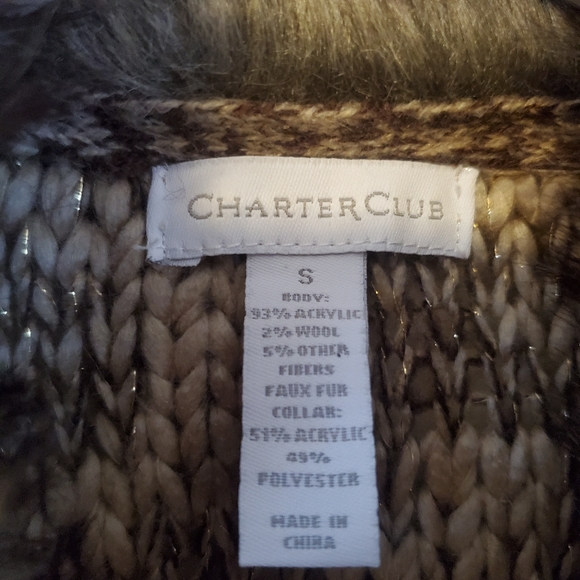 CHARTER CLUB
S
BODY:
93% ACRYLIC
2% WOOL
5% OTHER
FIBERS
FAUX FUR
COLLAR:
51% ACRYLIC
49%
POLYESTER
MADE IN
CHINA